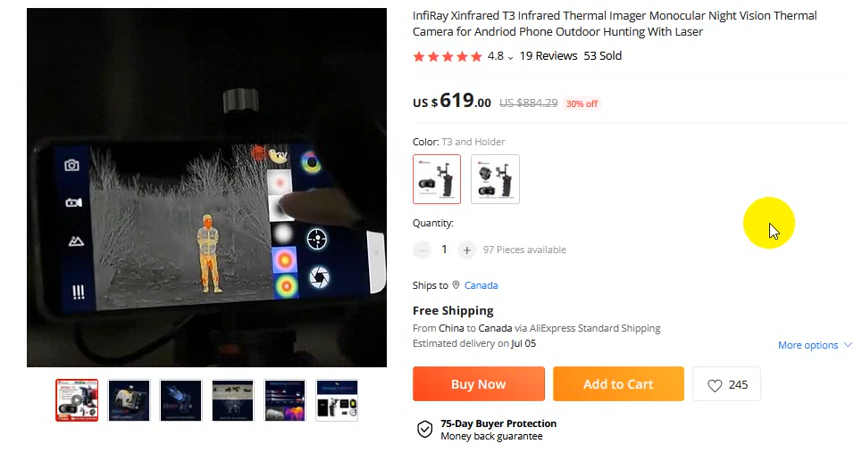 InfiRay Xinfrared T3 Infrared Thermal Imager Monocular Night Vision Thermal
Camera for Andriod Phone Outdoor Hunting With Laser
4.8 19 Reviews 53 Sold
US $619.00 US $884.29 30% off
Color: T3 and Holder
Quantity:
1 97 Pieces available
Ships to Canada
Free Shipping
From China to Canada via AliExpress Standard Shipping
Estimated delivery on Jul 05
More options
Buy Now
Add to Cart
245
75-Day Buyer Protection
Money back guarantee